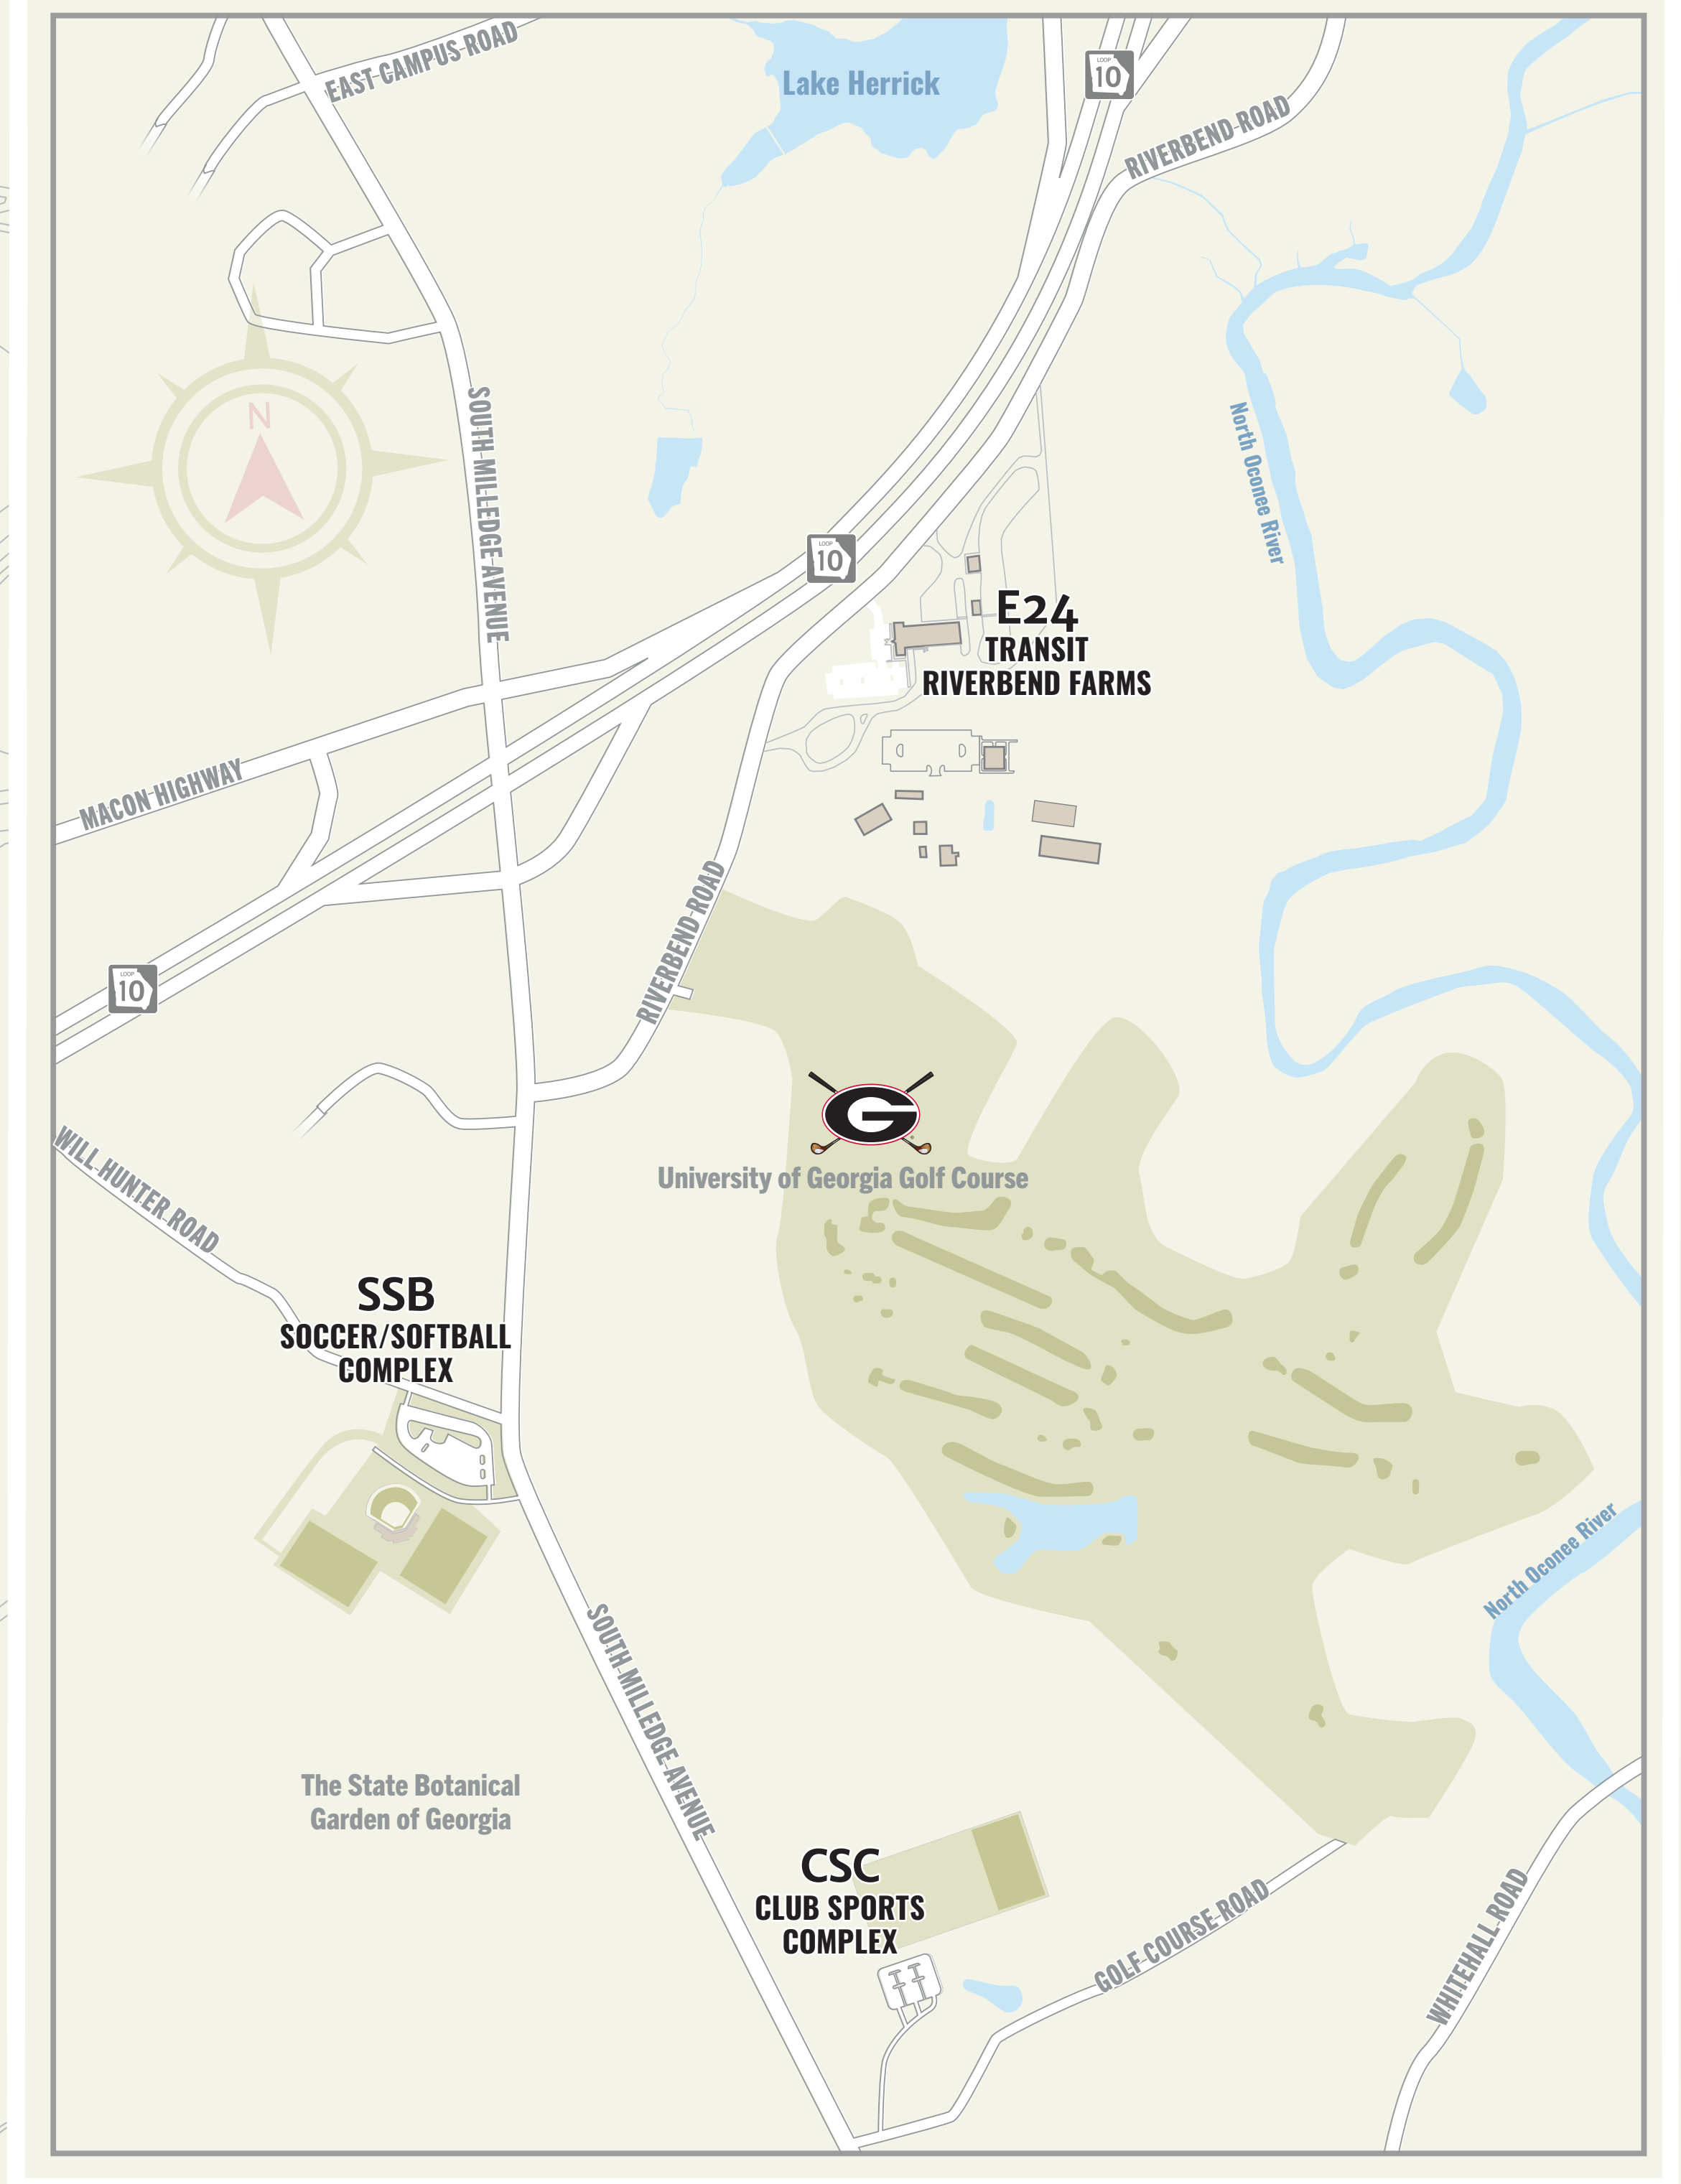 EAST CAMPUS ROAD
Lake Herrick
LOOP
10
RIVERBEND ROAD
N
SOUTH MILLEDGE AVENUE
North Oconee River
LOOP
10
E24
TRANSIT
RIVERBEND FARMS
MACON HIGHWAY
RIVERBEND ROAD
LOOP
10
G
University of Georgia Golf Course
WILL HUNTER ROAD
SSB
SOCCER/SOFTBALL
COMPLEX
North Oconee River
SOUTH MILLEDGE AVENUE
The State Botanical
Garden of Georgia
CSC
CLUB SPORTS
COMPLEX
GOLF COURSE ROAD
WHITEHALL ROAD